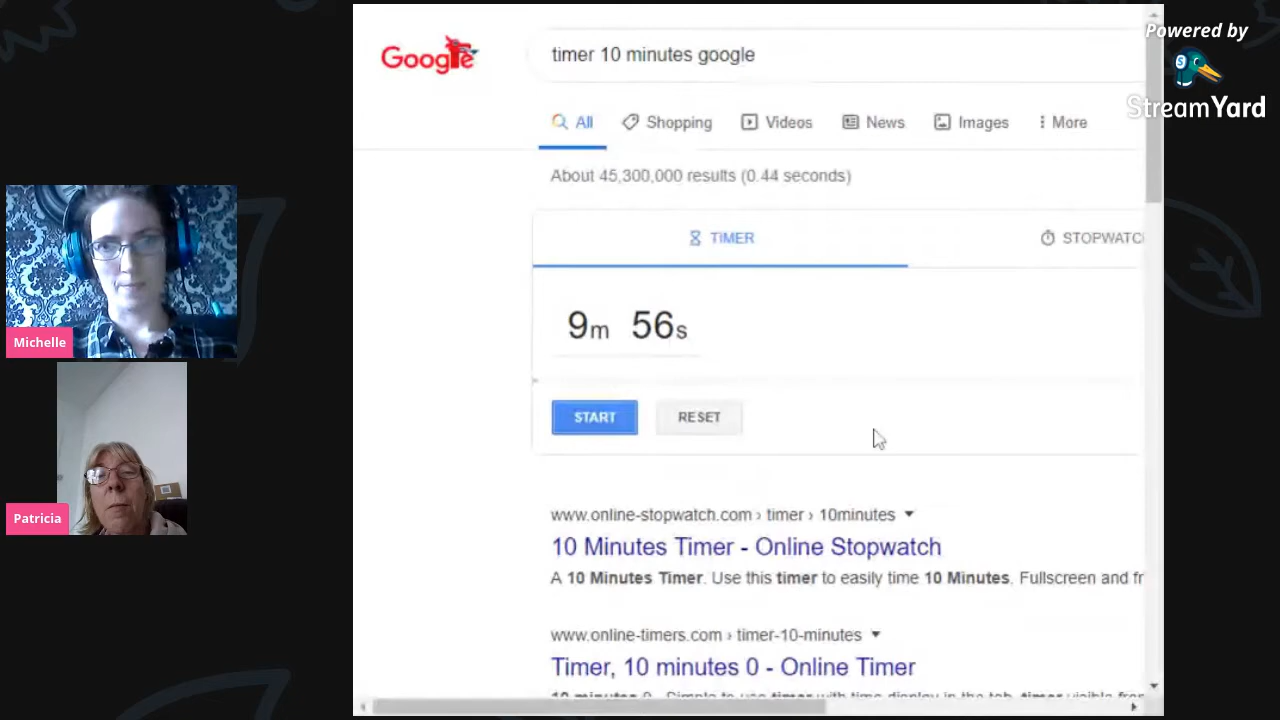 Powered by
StreamYard
Google
timer 10 minutes google
All
Shopping
Videos
News
Images
More
About 45,300,000 results (0.44 seconds)
TIMER
9m 56s
START
RESET
www.online-stopwatch.com › timer › 10minutes
10 Minutes Timer - Online Stopwatch
A 10 Minutes Timer. Use this timer to easily time 10 Minutes. Fullscreen and
www.online-timers.com › timer-10-minutes
Timer, 10 minutes 0 - Online Timer
Michelle
Patricia